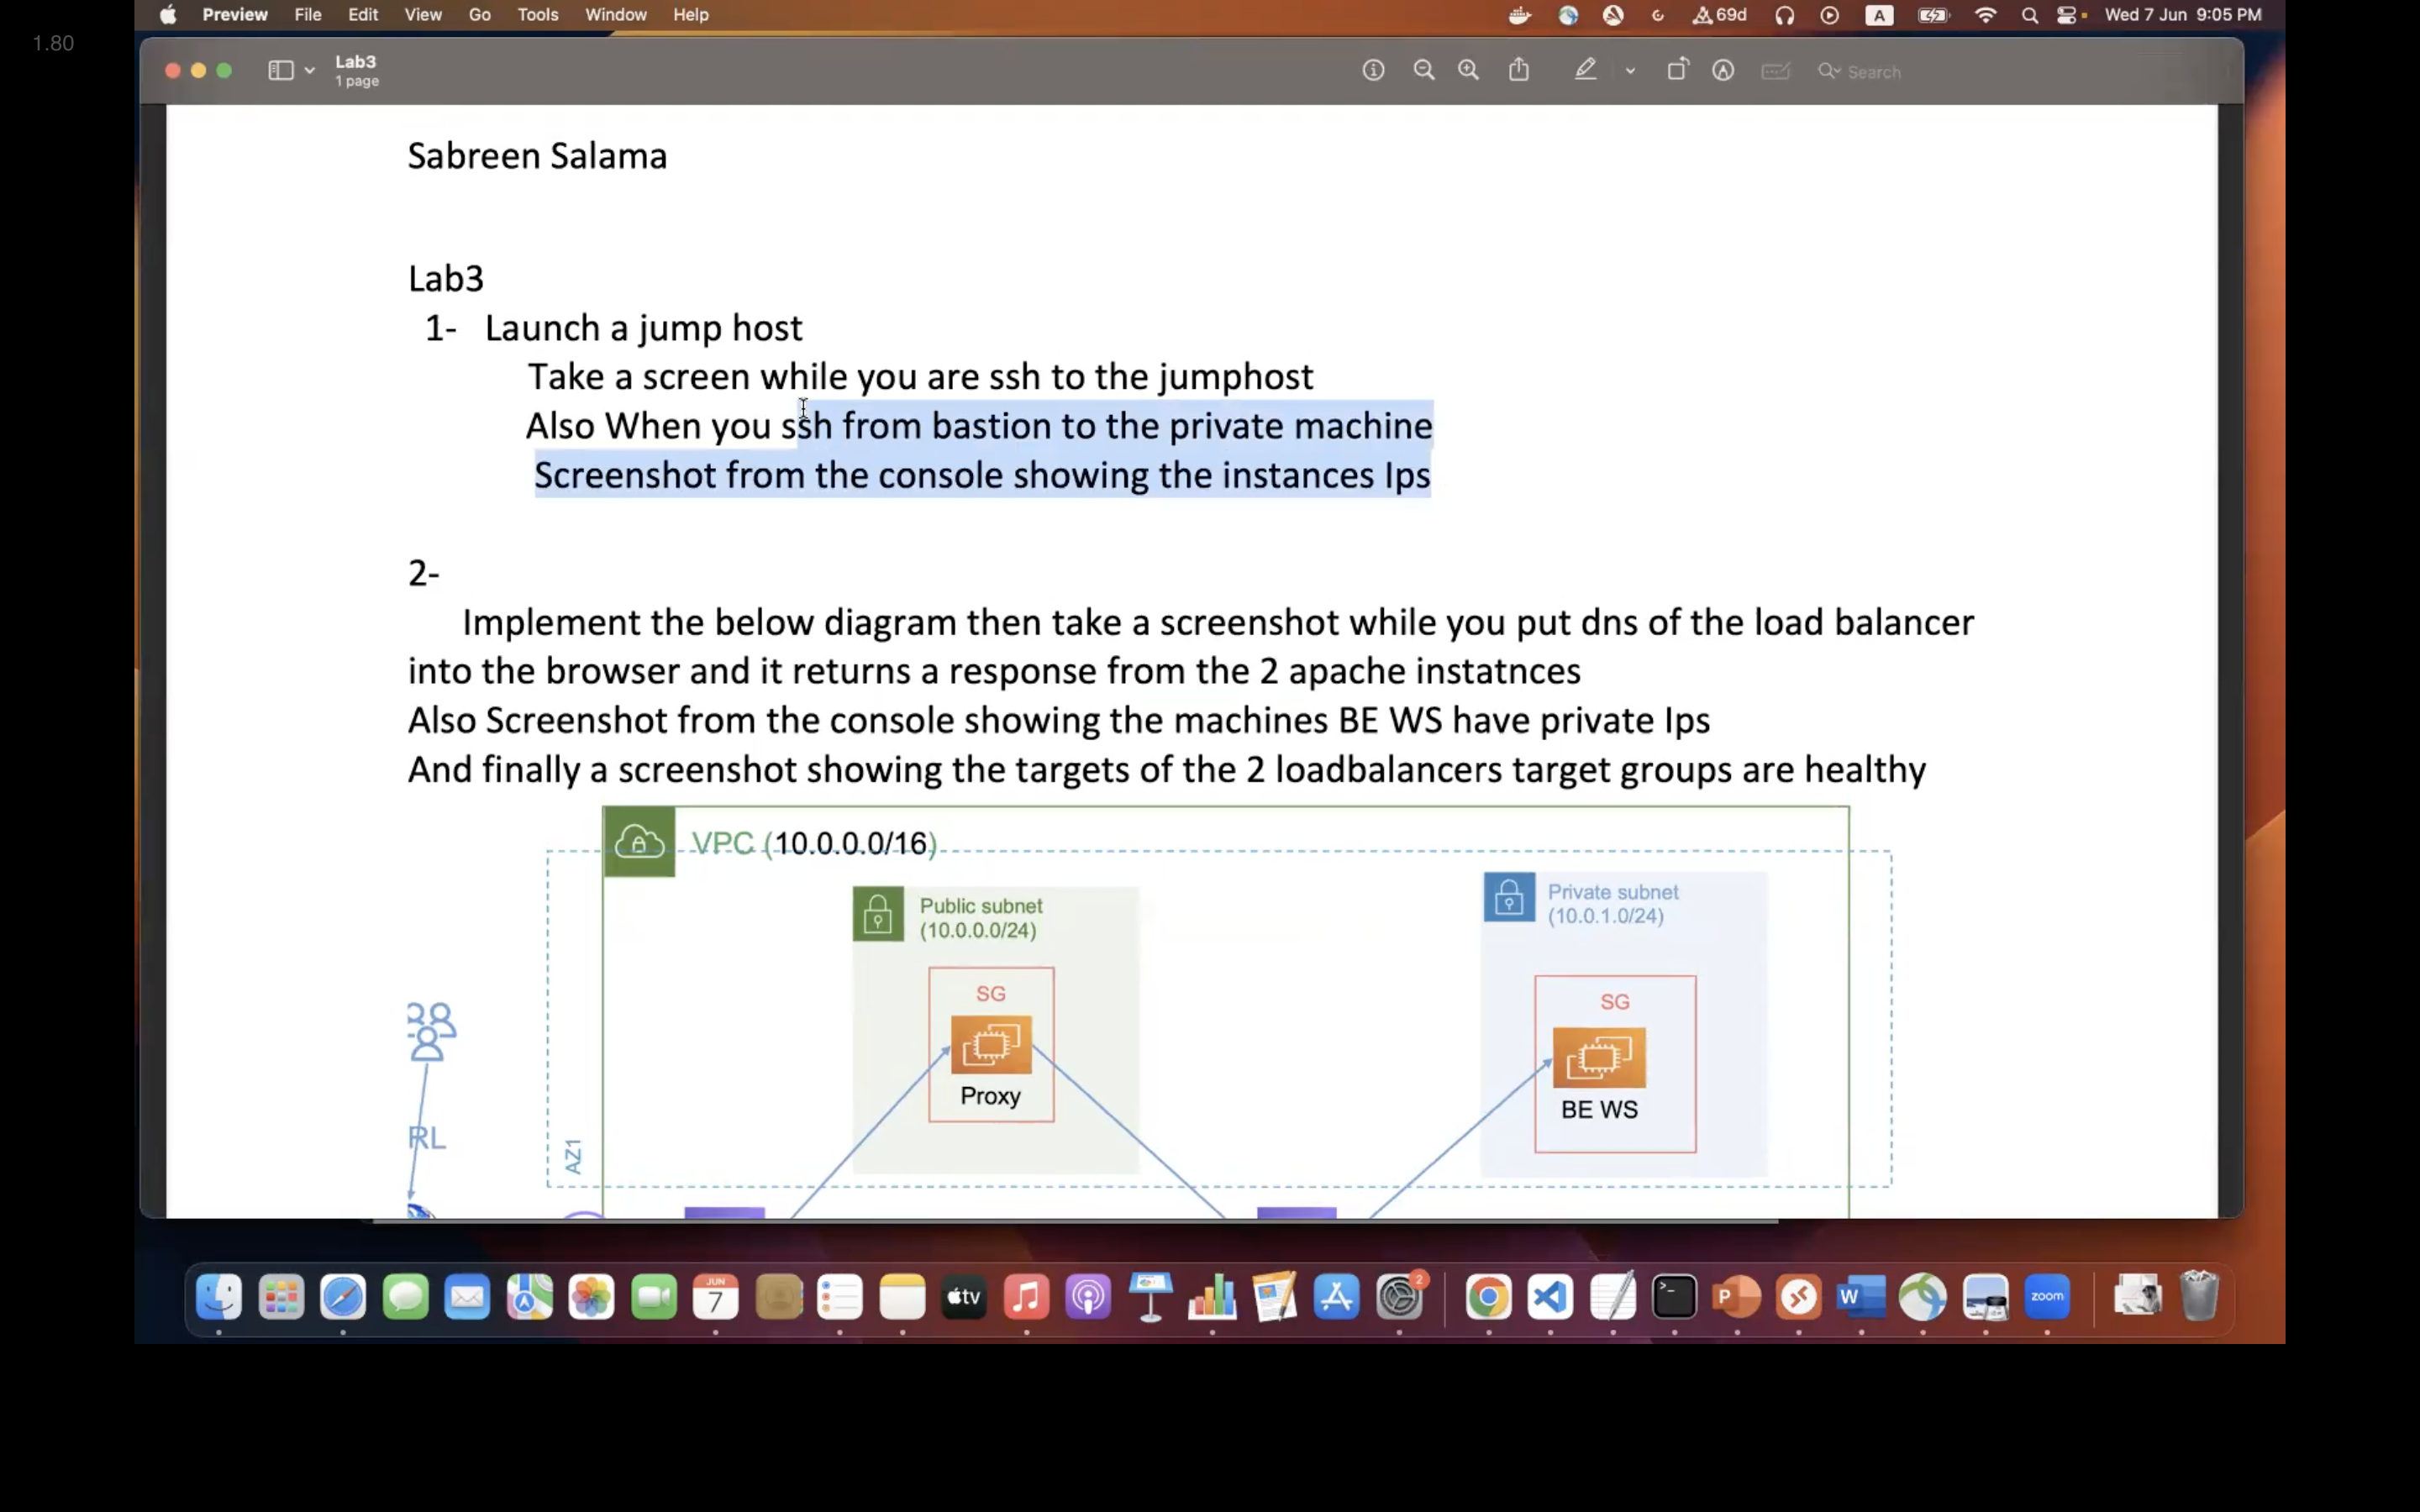 1.80
Preview File Edit View Go Tools Window Help
69d
A
Wed 7 Jun 9:05 PM
Lab3
1 page
Search
Sabreen Salama
Lab3
1- Launch a jump host
Take a screen while you are ssh to the jumphost
Also When you ssh from bastion to the private machine
Screenshot from the console showing the instances Ips
2-
Implement the below diagram then take a screenshot while you put dns of the load balancer
into the browser and it returns a response from the 2 apache instatnces
Also Screenshot from the console showing the machines BE WS have private Ips
And finally a screenshot showing the targets of the 2 loadbalancers target groups are healthy
VPC (10.0.0.0/16)
Public subnet
(10.0.0.0/24)
SG
Proxy
Private subnet
(10.0.1.0/24)
SG
BE WS
RL
AZ1
JUN
7
tv
2
>_
P
W
zoom